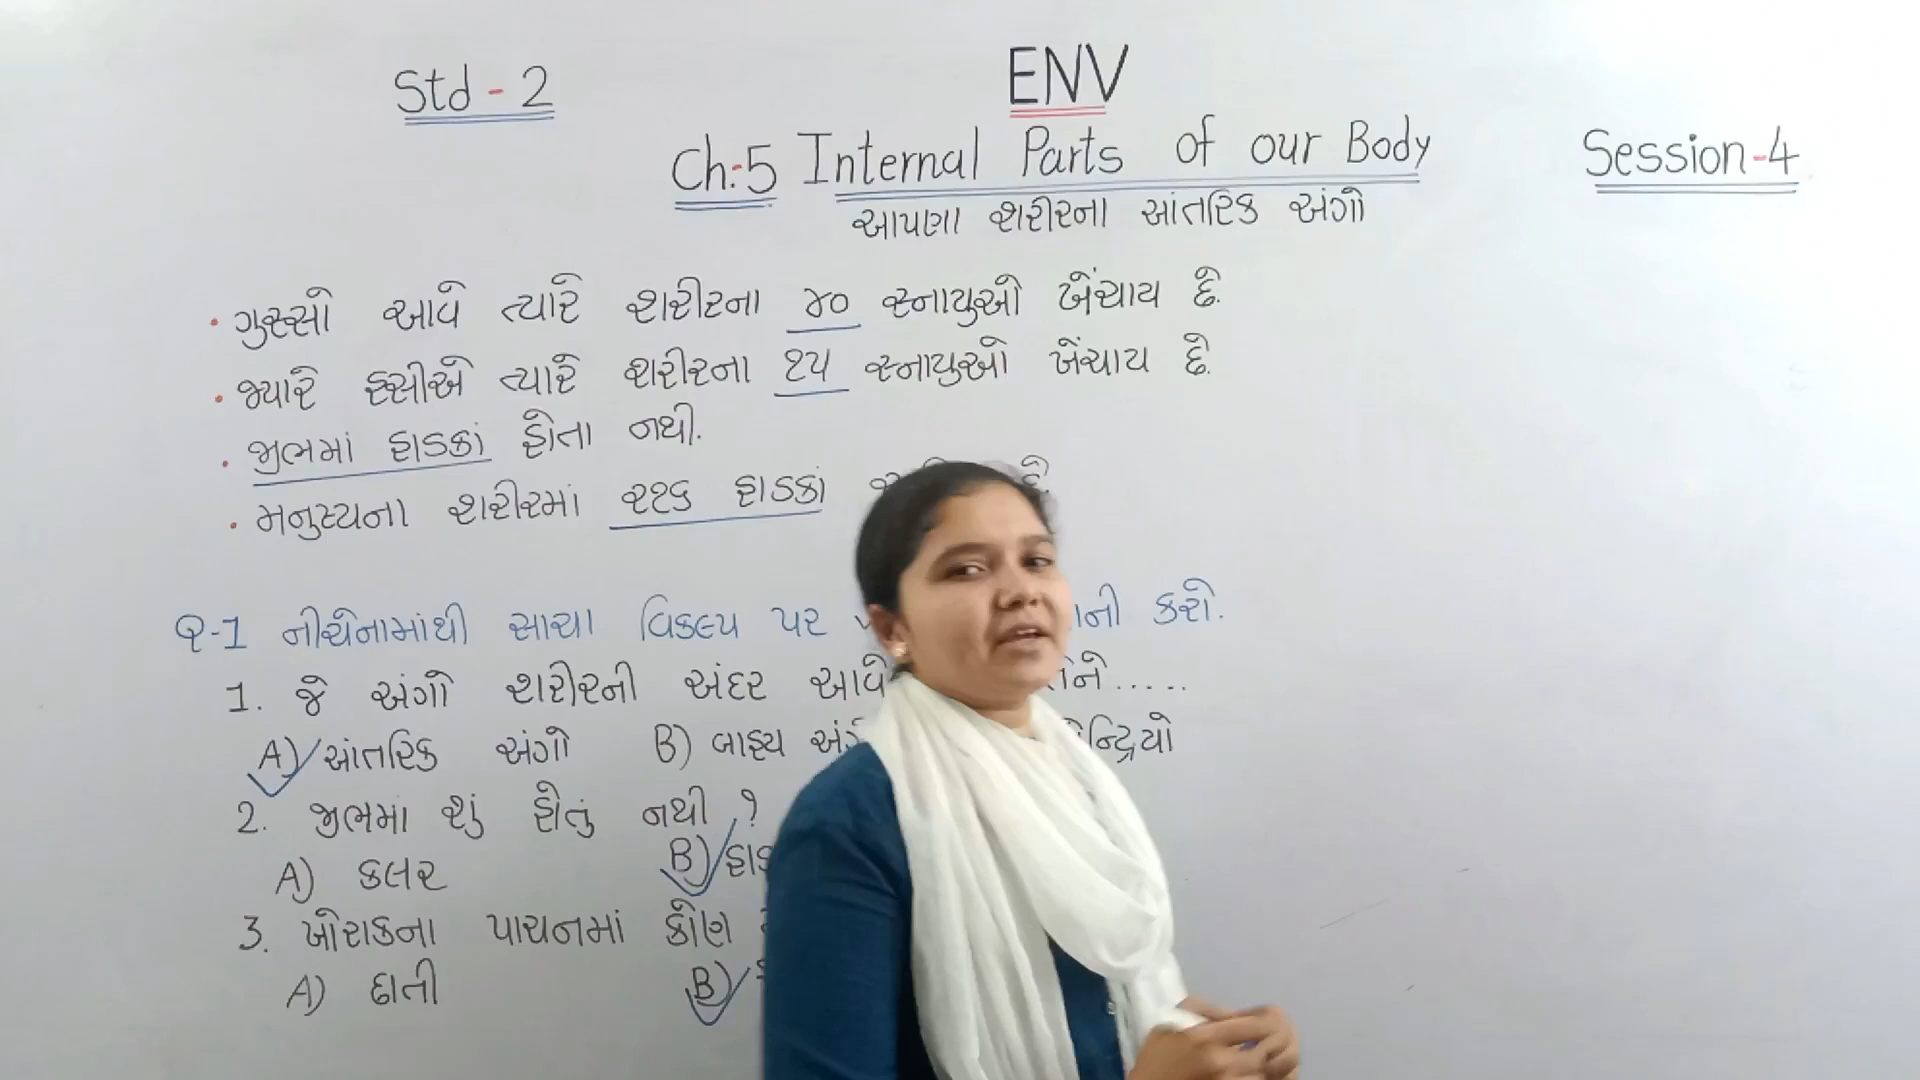 Std - 2
ENV
Ch:5 Internal Parts of our Body
Session-4
આપણા શરીરના આંતરિક અંગો
• ગુસ્સો આવે ત્યારે શરીરના ૪૦ સ્નાયુઓ ખેંચાય છે.
• જ્યારે હસીએ ત્યારે શરીરના ૧૫ સ્નાયુઓ ખેંચાય છે.
• જીભમાં હાડકાં હોતા નથી.
• મનુષ્યના શરીરમાં ૨૧૬ હાડકાં છે.
Q-1 નીચેનામાંથી સાચા વિકલ્પ પર કરો.
1. જે અંગો શરીરની અંદર આવે તેને.....
A) આંતરિક અંગો B) બાહ્ય
2. જીભમાં શું હોતું નથી ?
A) કલર B)
3. ખોરાકના પાચનમાં કોણ
A) છાતી B)